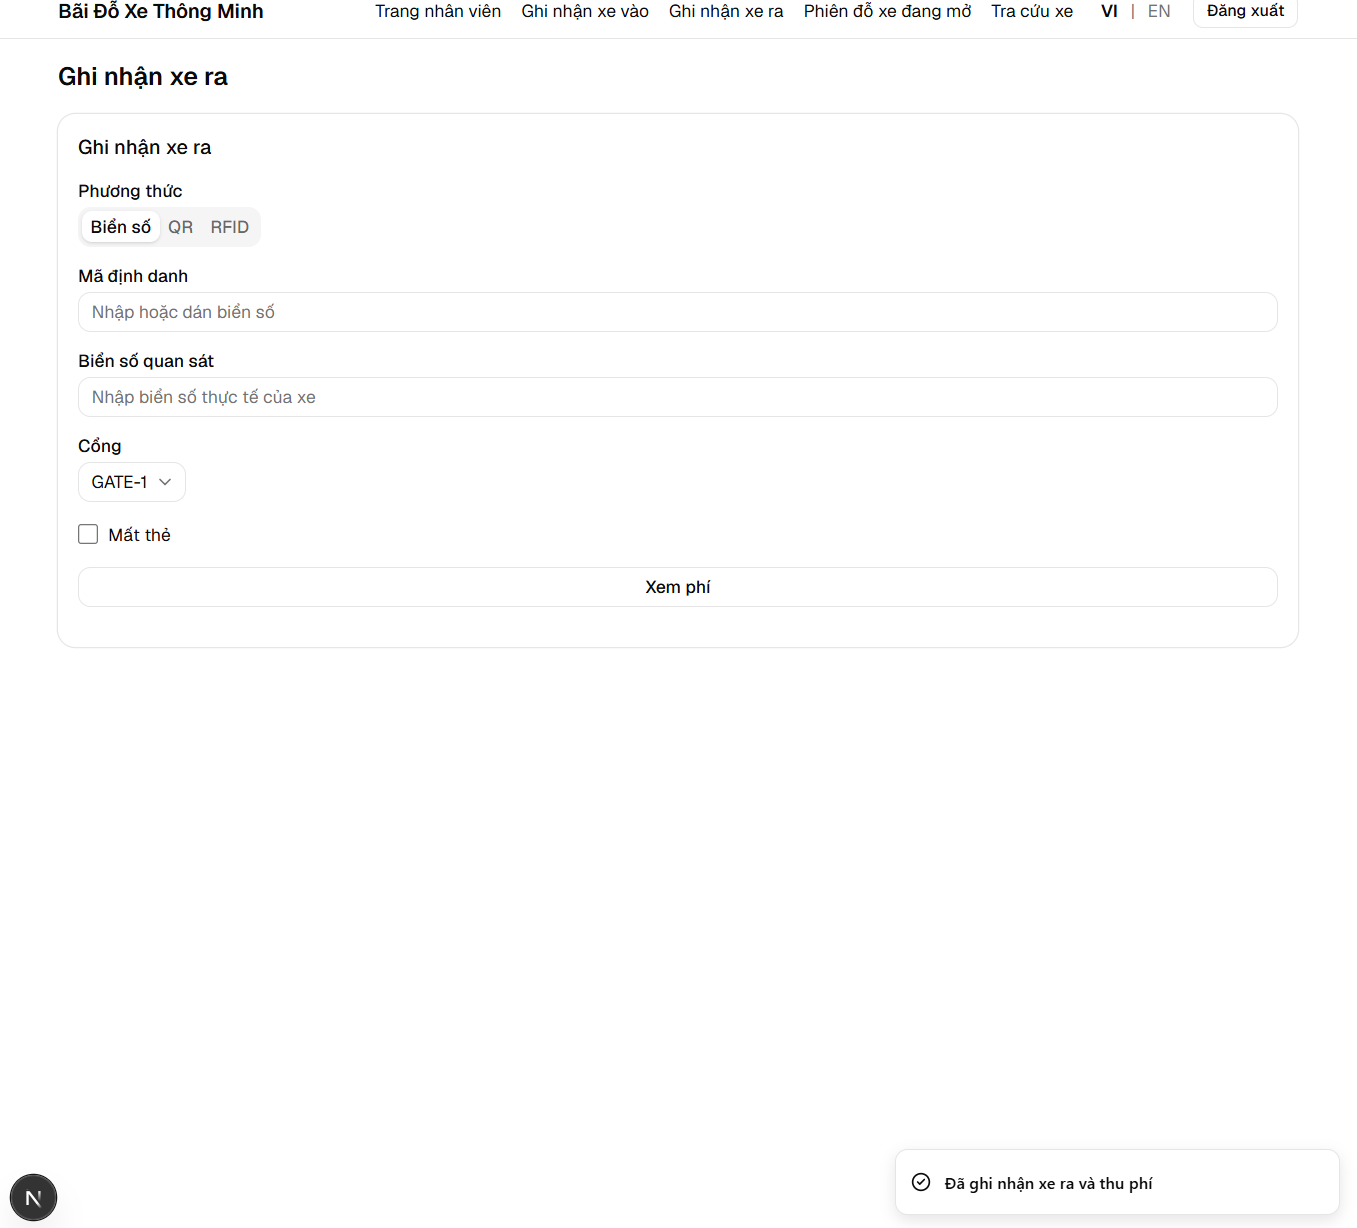 Bãi Đỗ Xe Thông Minh
Trang nhân viên Ghi nhận xe vào Ghi nhận xe ra Phiên đỗ xe đang mở Tra cứu xe VI | EN Đăng xuất
Ghi nhận xe ra
Ghi nhận xe ra
Phương thức
Biển số QR RFID
Mã định danh
Nhập hoặc dán biển số
Biển số quan sát
Nhập biển số thực tế của xe
Cổng
GATE-1
Mất thẻ
Xem phí
N
Đã ghi nhận xe ra và thu phí